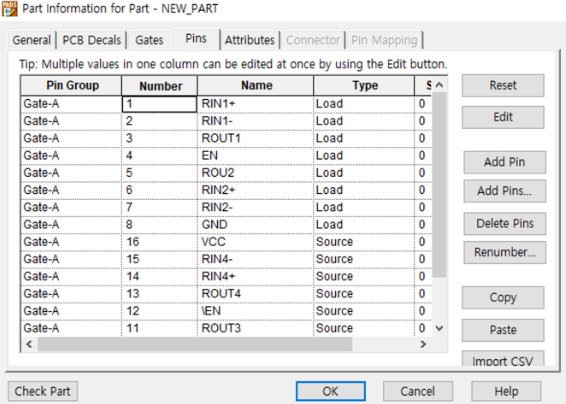 Part Information for Part - NEW_PART
General PCB Decals Gates Pins Attributes Connector Pin Mapping
Tip: Multiple values in one column can be edited at once by using the Edit button.
Pin Group Number Name Type S
Gate-A 1 RIN1+ Load 0
Gate-A 2 RIN1- Load 0
Gate-A 3 ROUT1 Load 0
Gate-A 4 EN Load 0
Gate-A 5 ROU2 Load 0
Gate-A 6 RIN2+ Load 0
Gate-A 7 RIN2- Load 0
Gate-A 8 GND Load 0
Gate-A 16 VCC Source 0
Gate-A 15 RIN4- Source 0
Gate-A 14 RIN4+ Source 0
Gate-A 13 ROUT4 Source 0
Gate-A 12 \EN Source 0
Gate-A 11 ROUT3 Source 0
Reset
Edit
Add Pin
Add Pins...
Delete Pins
Renumber...
Copy
Paste
Import CSV
Check Part OK Cancel Help